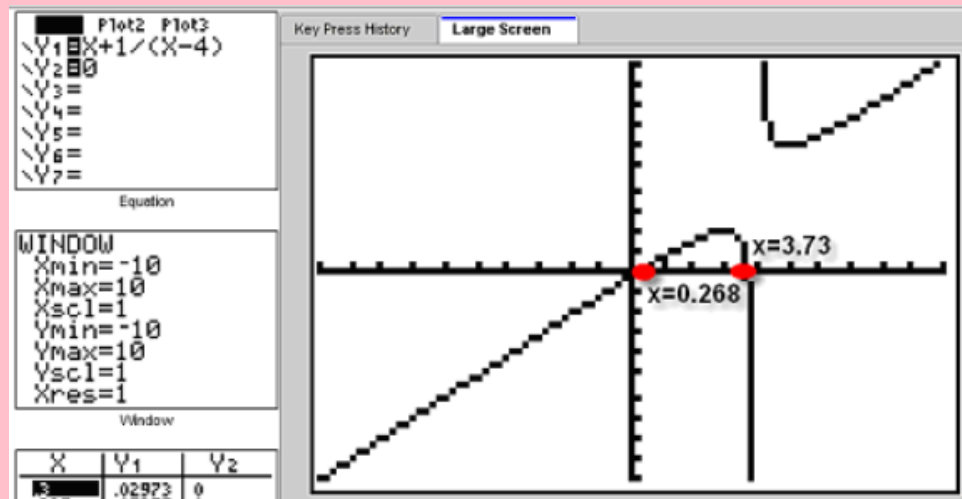 Plot2 Plot3
\Y1=X+1/(X-4)
\Y2=0
\Y3=
\Y4=
\Y5=
\Y6=
\Y7=
Equation
WINDOW
Xmin=-10
Xmax=10
Xscl=1
Ymin=-10
Ymax=10
Yscl=1
Xres=1
Window
X Y1 Y2
.3 .02973 0
Key Press History Large Screen
x=3.73
x=0.268